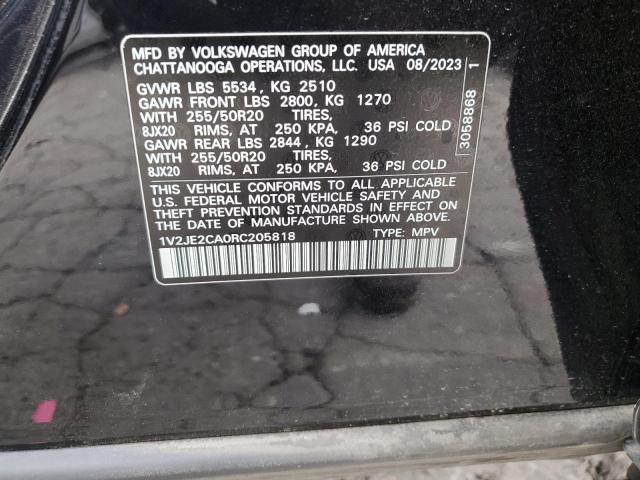 MFD BY VOLKSWAGEN GROUP OF AMERICA
CHATTANOOGA OPERATIONS, LLC. USA 08/2023
GVWR LBS 5534 , KG 2510
GAWR FRONT LBS 2800, KG 1270
WITH 255/50R20 TIRES,
8JX20 RIMS, AT 250 KPA, 36 PSI COLD
GAWR REAR LBS 2844 , KG 1290
WITH 255/50R20 TIRES,
8JX20 RIMS, AT 250 KPA, 36 PSI COLD
THIS VEHICLE CONFORMS TO ALL APPLICABLE
U.S. FEDERAL MOTOR VEHICLE SAFETY AND
THEFT PREVENTION STANDARDS IN EFFECT ON
THE DATE OF MANUFACTURE SHOWN ABOVE.
1V2JE2CA0RC205818 TYPE: MPV
3058868 1